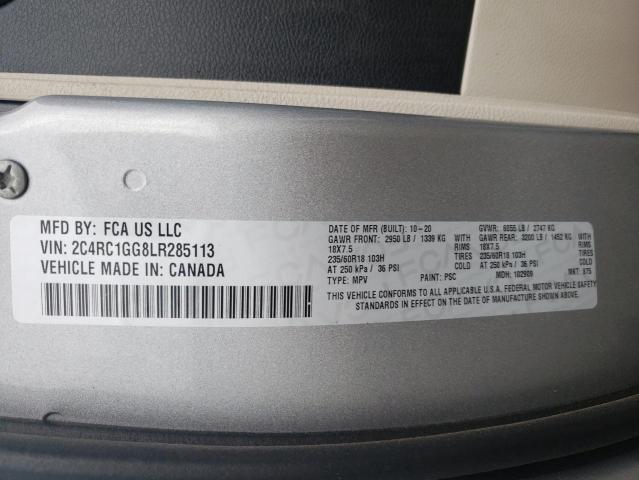 MFD BY: FCA US LLC
VIN: 2C4RC1GG8LR285113
VEHICLE MADE IN: CANADA
DATE OF MFR (BUILT): 10-20 GVWR: 6055 LB / 2747 KG
GAWR FRONT: 2950 LB / 1339 KG WITH GAWR REAR: 3200 LB / 1452 KG WITH
18X7.5 RIMS 18X7.5 RIMS
235/60R18 103H TIRES 235/60R18 103H TIRES
AT 250 kPa / 36 PSI COLD AT 250 kPa / 36 PSI COLD
TYPE: MPV PAINT: PSC MDH: 102909 MKT: 875
THIS VEHICLE CONFORMS TO ALL APPLICABLE U.S.A. FEDERAL MOTOR VEHICLE SAFETY
STANDARDS IN EFFECT ON THE DATE OF MANUFACTURE SHOWN ABOVE.